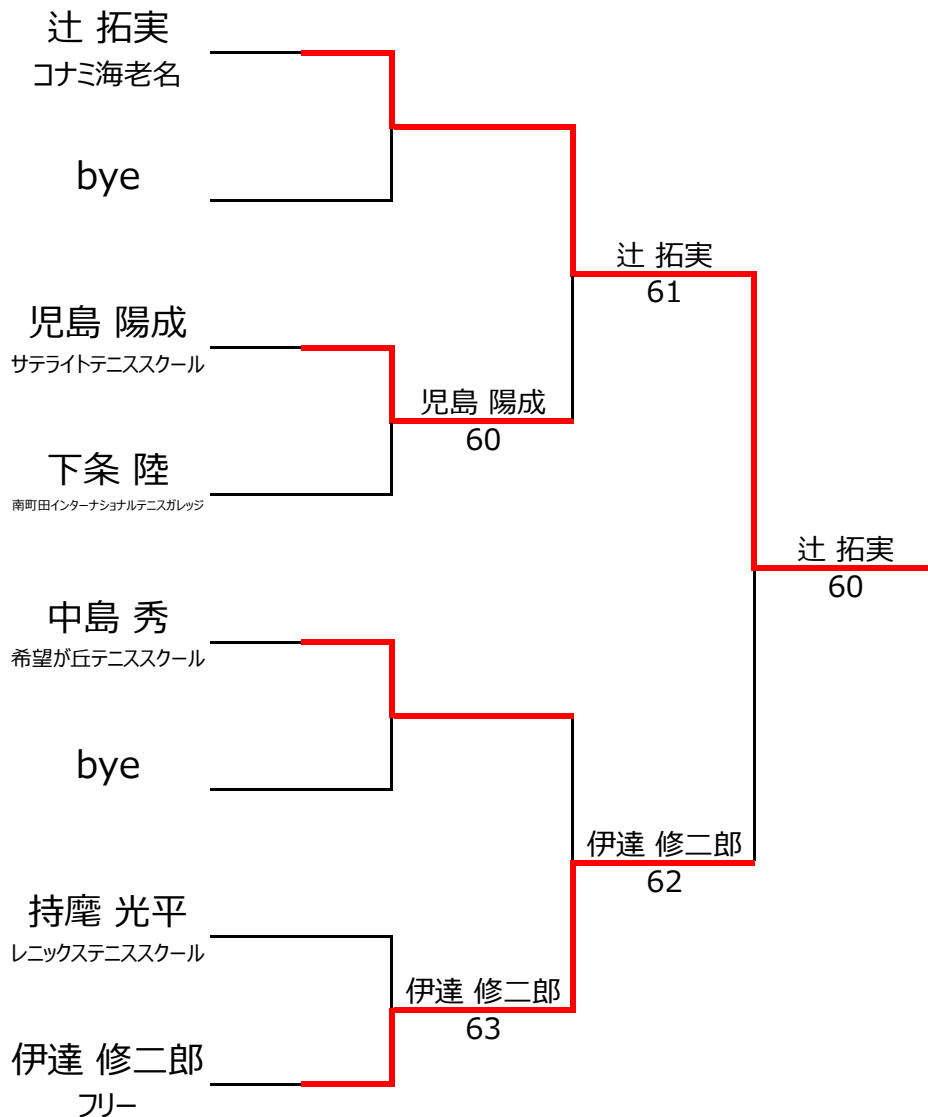 辻 拓実
コナミ海老名
bye
児島 陽成
サテライトテニススクール
下条 陸
南町田インターナショナルテニスガレッジ
中島 秀
希望が丘テニススクール
bye
持麾 光平
レニックステニススクール
伊達 修二郎
フリー
児島 陽成
60
伊達 修二郎
63
辻 拓実
61
伊達 修二郎
62
辻 拓実
60